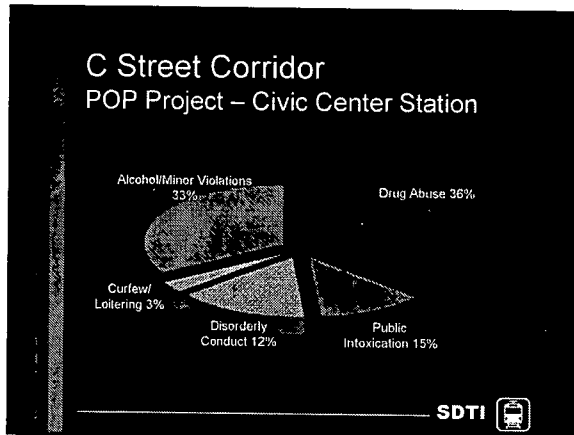 C Street Corridor
POP Project – Civic Center Station
Alcohol/Minor Violations
33%
Drug Abuse 36%
Curfew/
Loitering 3%
Disorderly
Conduct 12%
Public
Intoxication 15%
SDTI